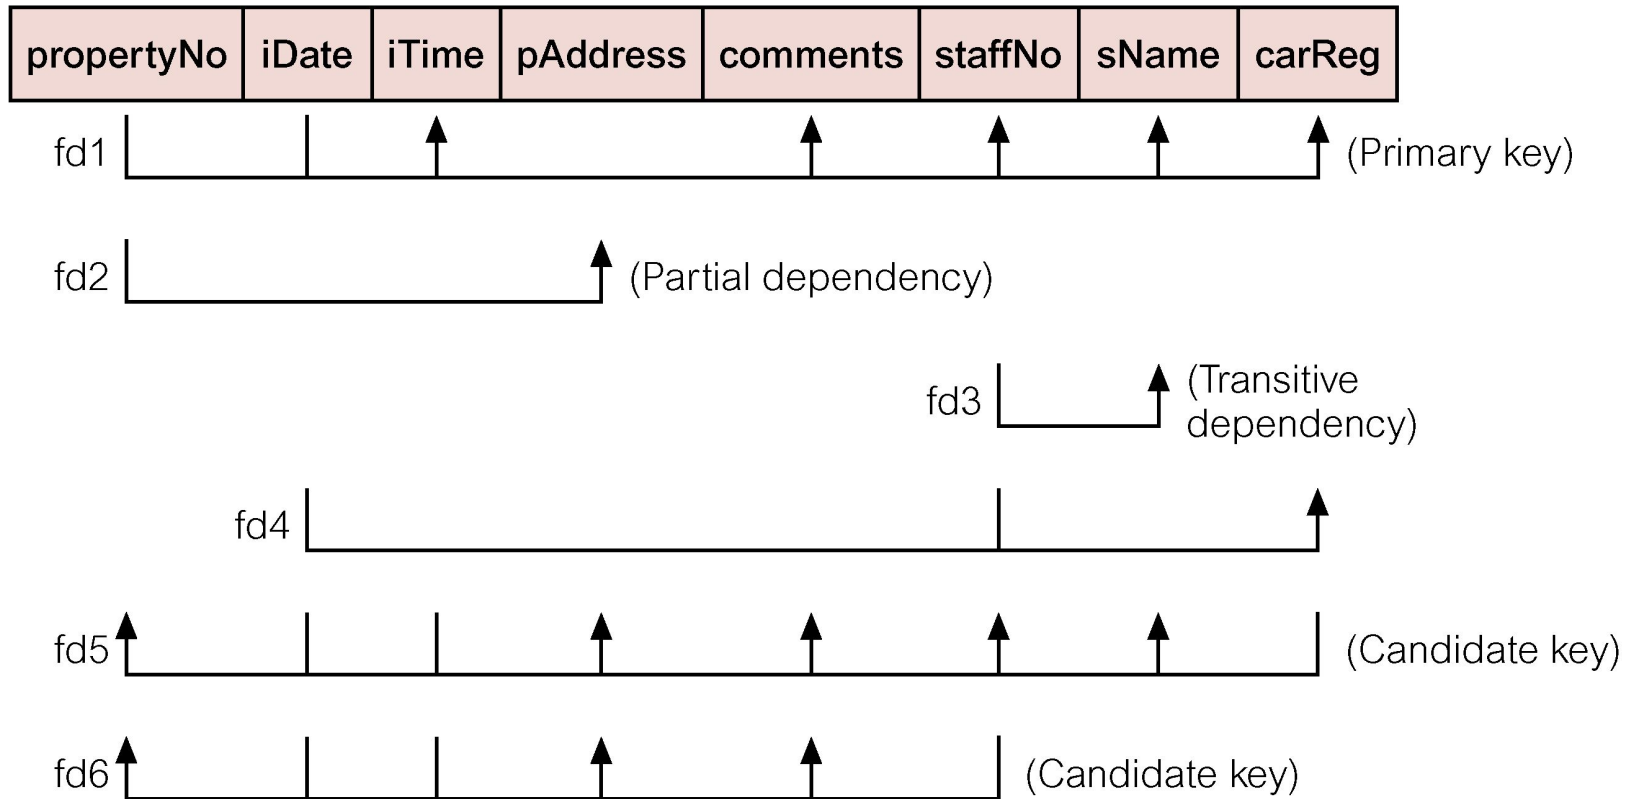 propertyNo iDate iTime pAddress comments staffNo sName carReg
fd1 (Primary key)
fd2 (Partial dependency)
fd3 (Transitive
dependency)
fd4
fd5 (Candidate key)
fd6 (Candidate key)